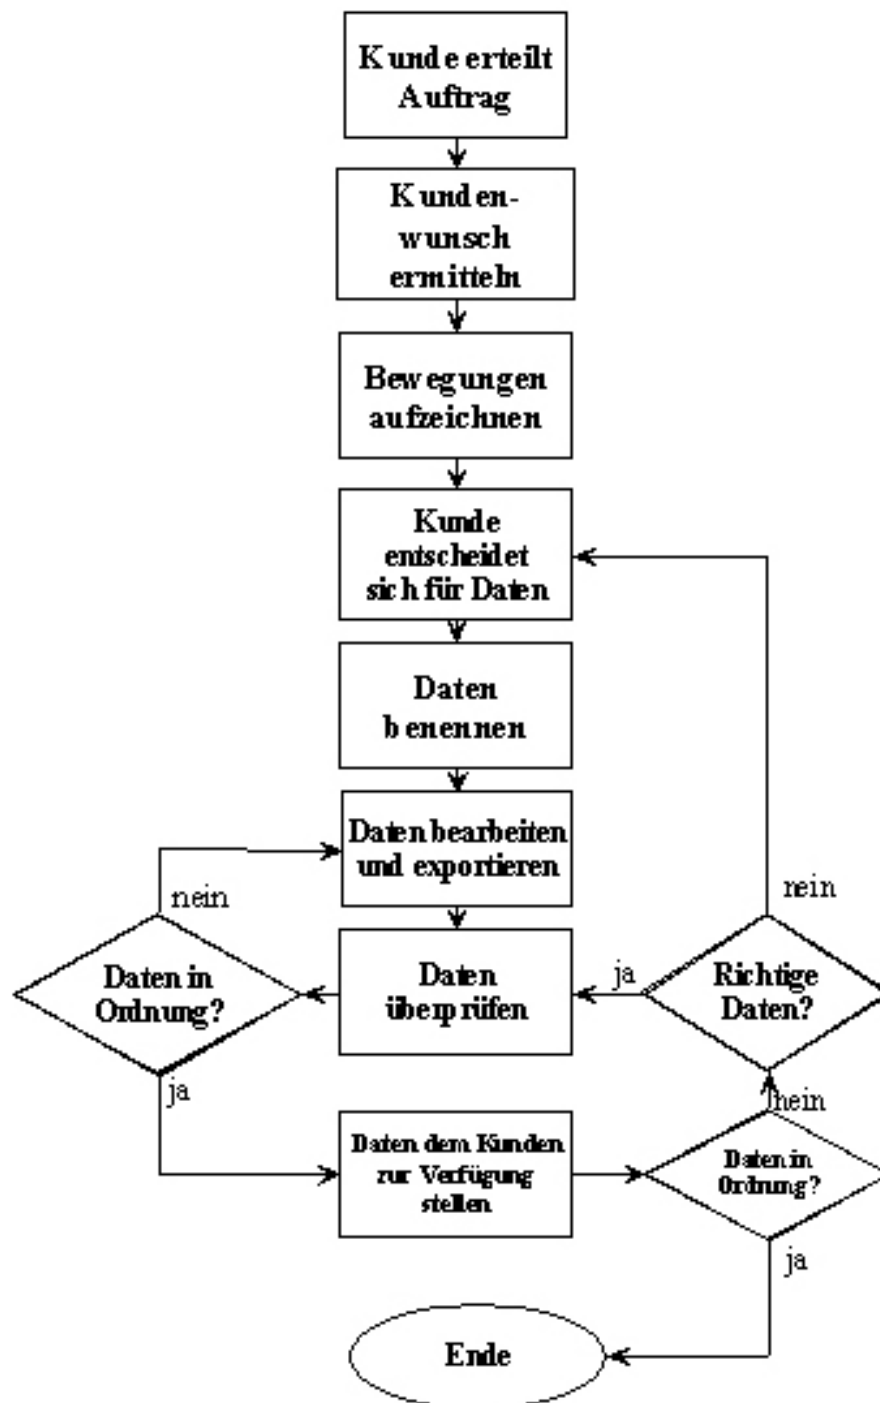 Kunde erteilt
Auftrag
Kunden-
wunsch
ermitteln
Bewegungen
aufzeichnen
Kunde
entscheidet
sich für Daten
Daten
benennen
Daten bearbeiten
und exportieren
nein
nein
Daten in
Ordnung?
Daten
überprüfen
ja
Richtige
Daten?
ja
nein
Daten dem Kunden
zur Verfügung
stellen
Daten in
Ordnung?
ja
Ende